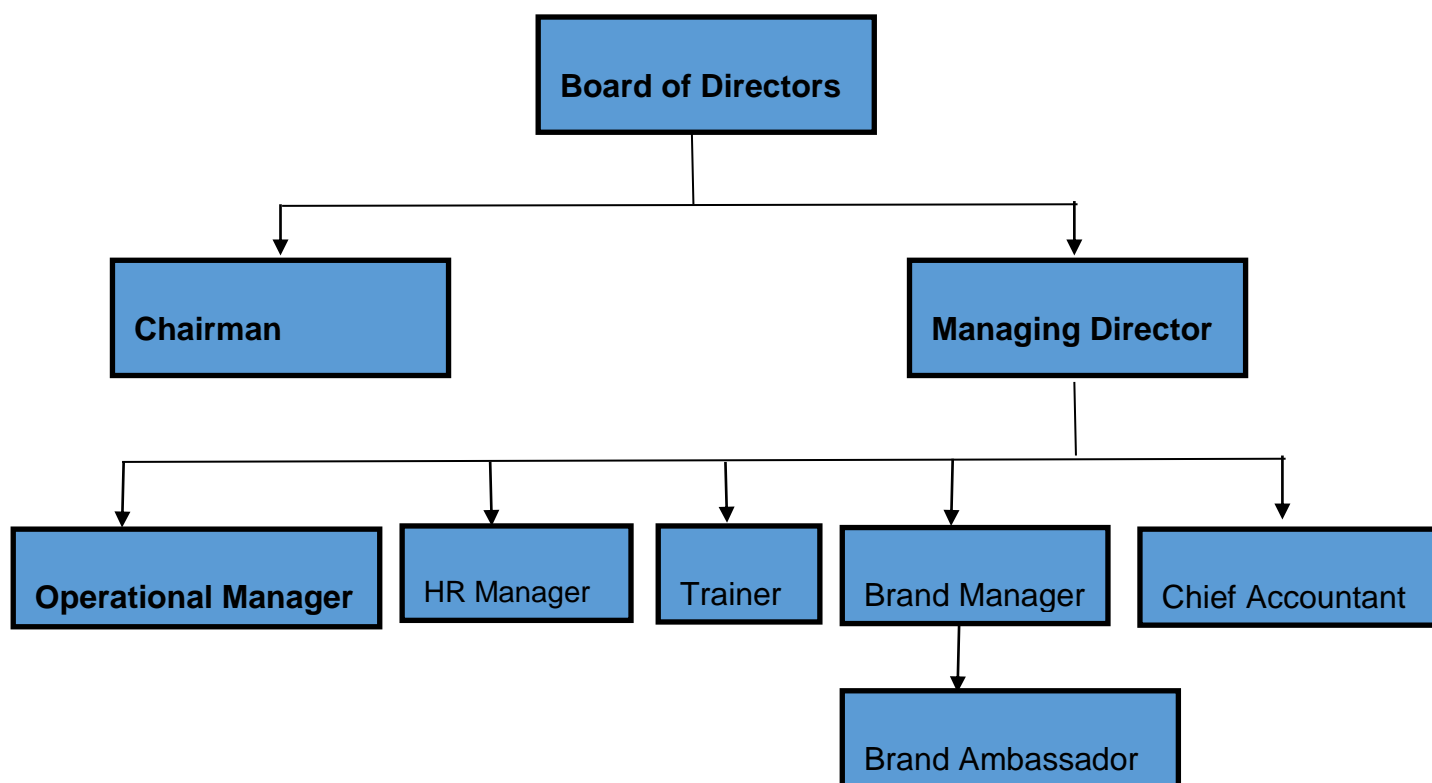 Board of Directors
Chairman
Managing Director
Operational Manager
HR Manager
Trainer
Brand Manager
Chief Accountant
Brand Ambassador